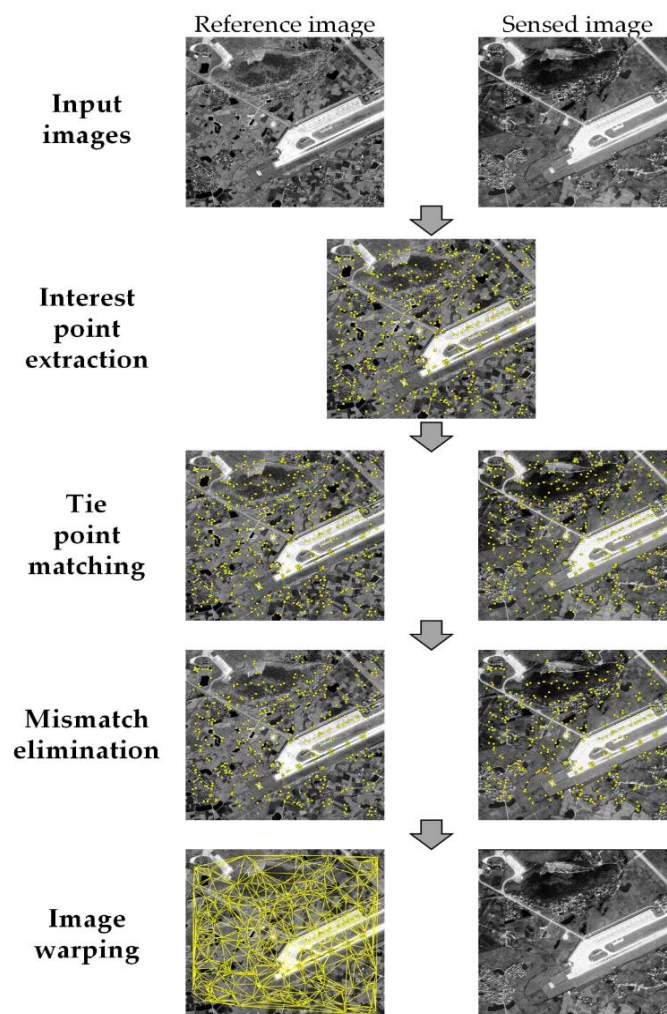 Reference image
Sensed image
Input
images
Interest
point
extraction
Tie
point
matching
Mismatch
elimination
Image
warping